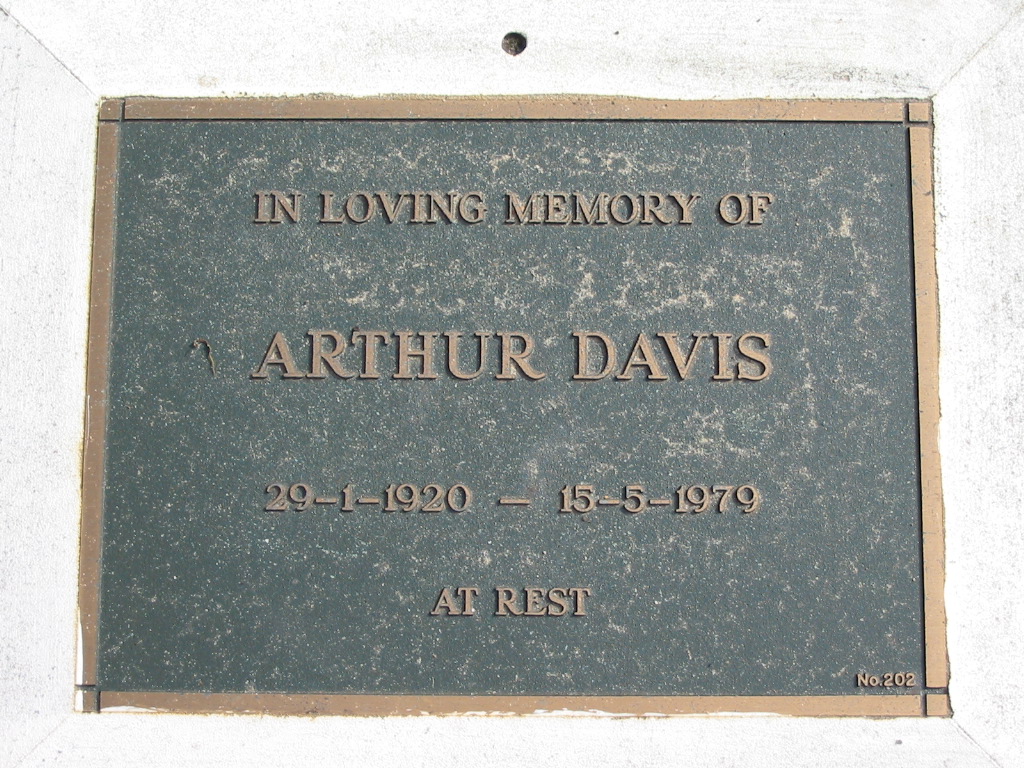 IN LOVING MEMORY OF
ARTHUR DAVIS
29-1-1920 - 15-5-1979
AT REST
No.202